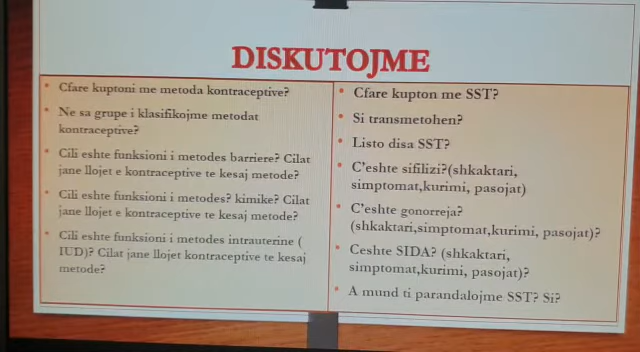 DISKUTOJME
Cfare kuptoni me metoda kontraceptive?
Ne sa grupe i klasifikojme metodat
kontraceptive?
Cili eshte funksioni i metodes barriere? Cilat
jane llojet e kontraceptive te kesaj metode?
Cili eshte funksioni i metodes? kimike? Cilat
jane llojet e kontraceptive te kesaj metode?
Cili eshte funksioni i metodes intrauterine (
IUD)? Cilat jane llojet kontraceptive te kesaj
metode?
Cfare kupton me SST?
Si transmetohen?
Listo disa SST?
C'eshte sifilizi?(shkaktari,
simptomat,kurimi, pasojat)
C'eshte gonorreja?
(shkaktari,simptomat,kurimi, pasojat)?
Ceshte SIDA? (shkaktari,
simptomat,kurimi, pasojat)?
A mund ti parandalojme SST? Si?